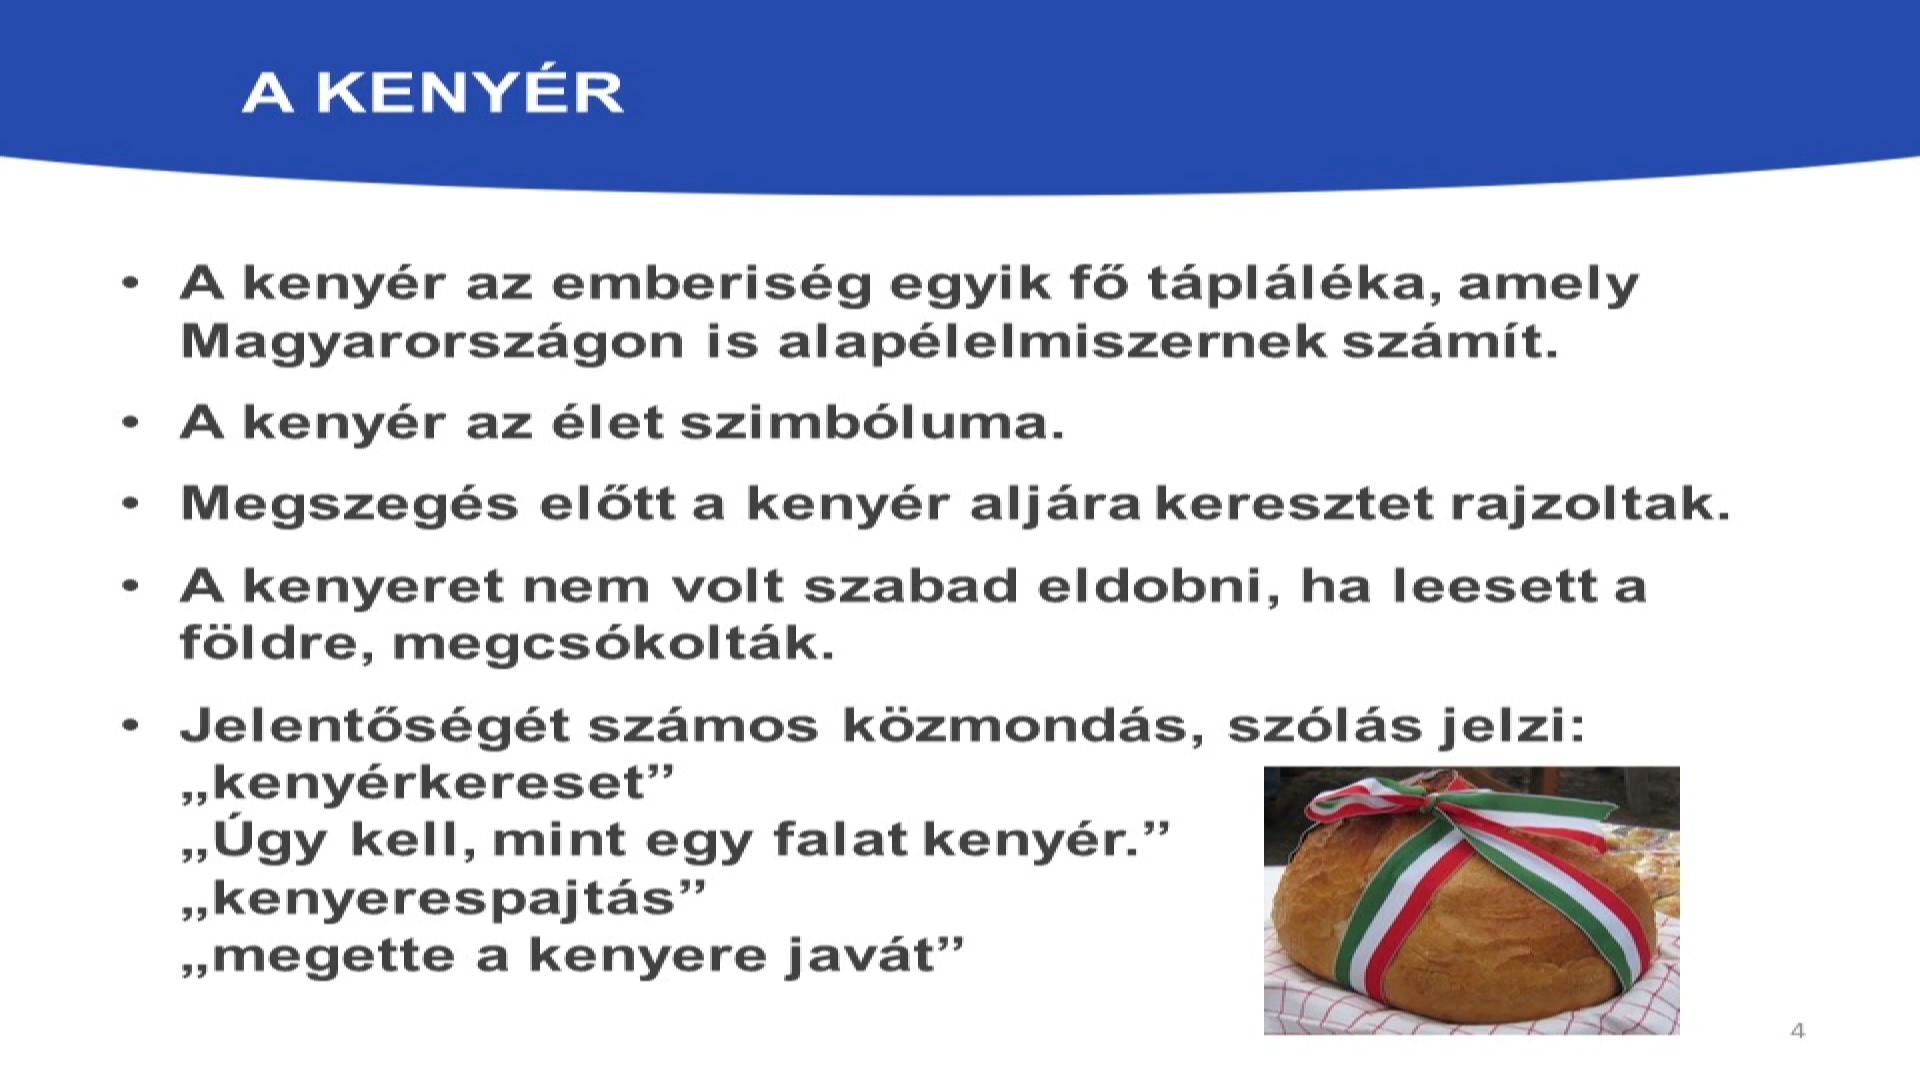 A KENYÉR
• A kenyér az emberiség egyik fő tápláléka, amely
Magyarországon is alapélelmiszernek számít.
• A kenyér az élet szimbóluma.
• Megszegés előtt a kenyér aljára keresztet rajzoltak.
• A kenyeret nem volt szabad eldobni, ha leesett a
földre, megcsókolták.
• Jelentőségét számos közmondás, szólás jelzi:
„kenyérkereset”
„Úgy kell, mint egy falat kenyér.”
„kenyerespajtás”
„megette a kenyere javát”
4